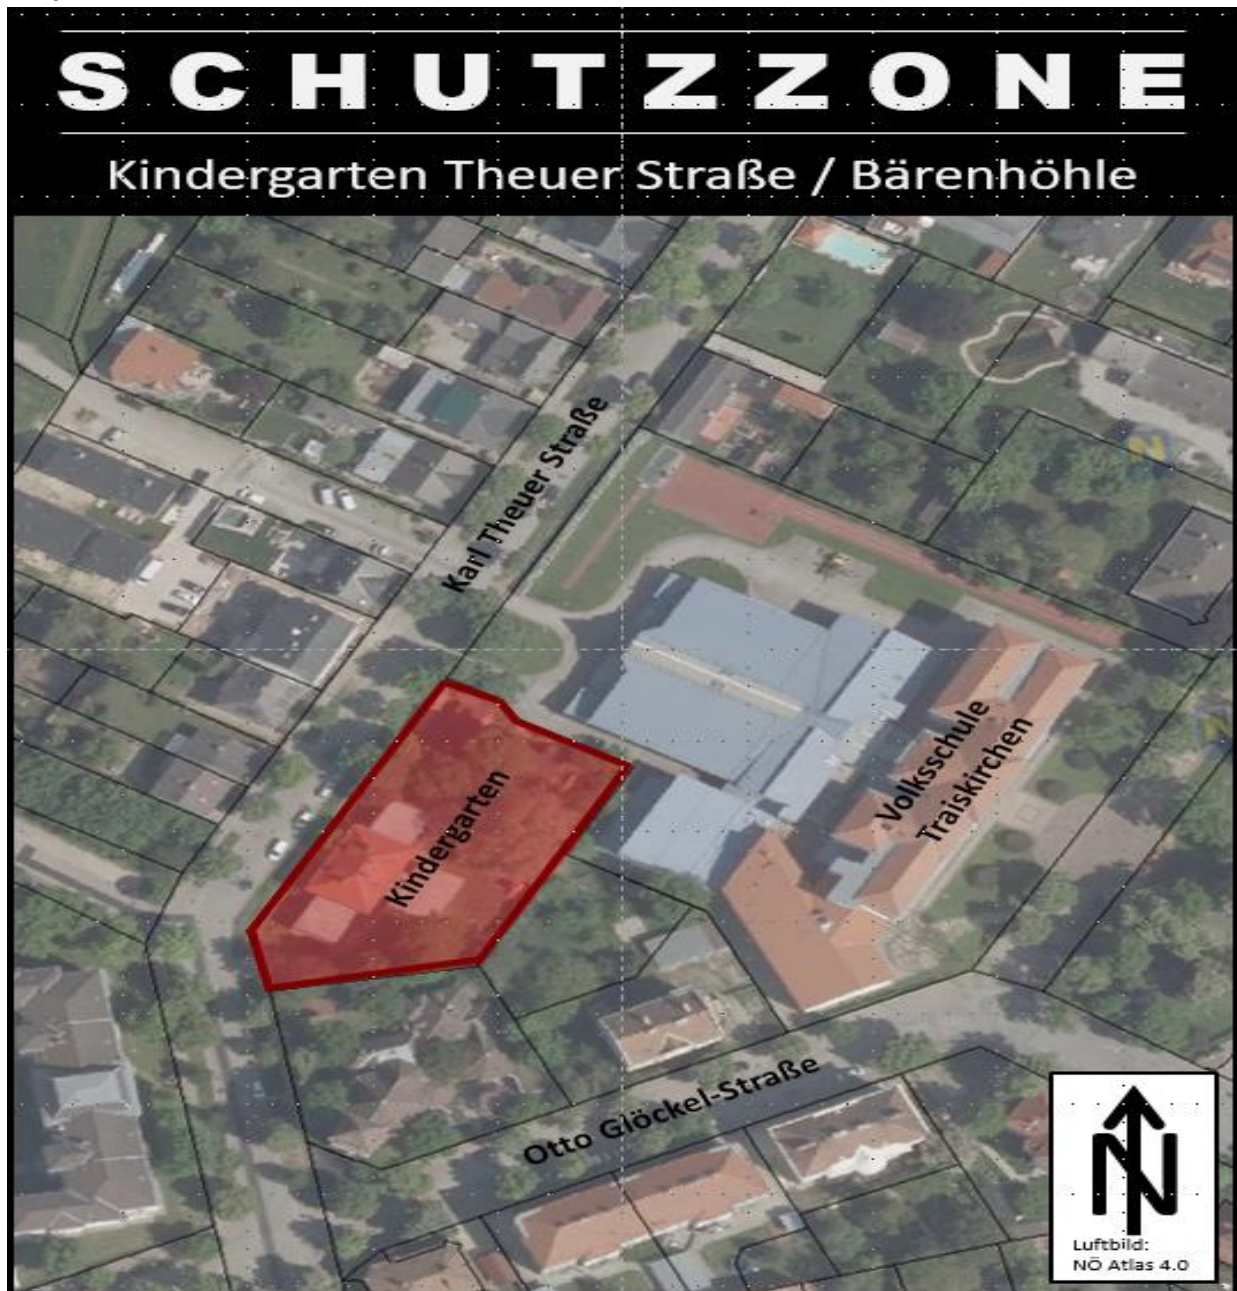 SCHUTZZONE
Kindergarten Theuer Straße / Bärenhöhle
Karl Theuer Straße
Kindergarten
Volksschule
Traiskirchen
Otto Glöckel-Straße
N
Luftbild:
NÖ Atlas 4.0